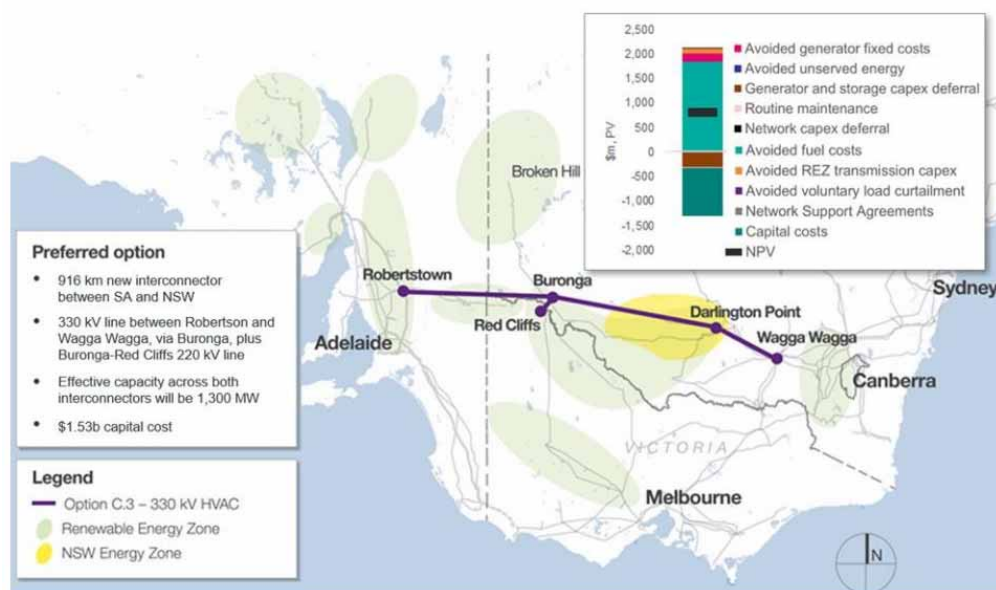 2,500
2,000
1,500
1,000
500
0
-500
-1,000
-1,500
-2,000
$m, PV
Avoided generator fixed costs
Avoided unserved energy
Generator and storage capex deferral
Routine maintenance
Network capex deferral
Avoided fuel costs
Avoided REZ transmission capex
Avoided voluntary load curtailment
Network Support Agreements
Capital costs
NPV
Broken Hill
Preferred option
• 916 km new interconnector
between SA and NSW
• 330 kV line between Robertson and
Wagga Wagga, via Buronga, plus
Buronga-Red Cliffs 220 kV line
• Effective capacity across both
interconnectors will be 1,300 MW
• $1.53b capital cost
Robertstown
Buronga
Red Cliffs
Darlington Point
Sydney
Adelaide
Wagga Wagga
Canberra
VICTORIA
Melbourne
Legend
Option C.3 – 330 kV HVAC
Renewable Energy Zone
NSW Energy Zone
N